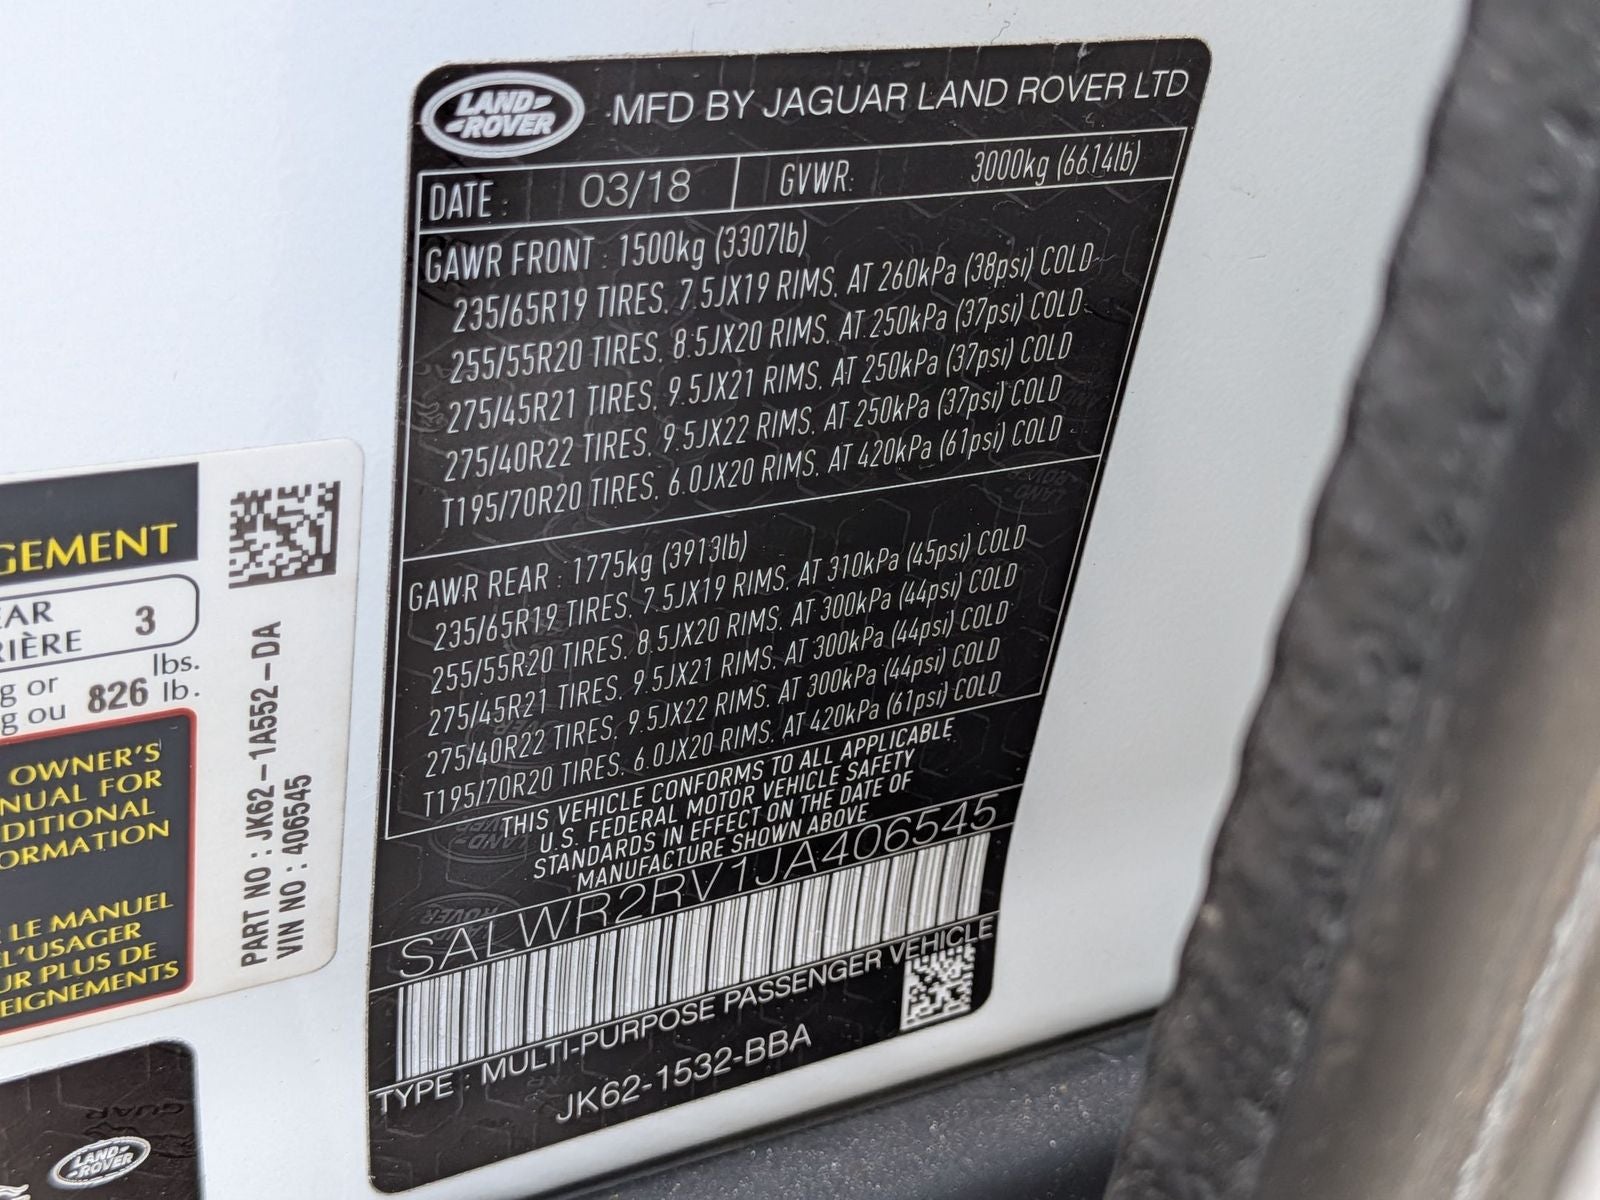 LAND-
-ROVER
MFD BY JAGUAR LAND ROVER LTD
DATE : 03/18 GVWR: 3000kg (6614lb)
GAWR FRONT : 1500kg (3307lb)
235/65R19 TIRES, 7.5JX19 RIMS, AT 260kPa (38psi) COLD
255/55R20 TIRES, 8.5JX20 RIMS, AT 250kPa (37psi) COLD
275/45R21 TIRES, 9.5JX21 RIMS, AT 250kPa (37psi) COLD
275/40R22 TIRES, 9.5JX22 RIMS, AT 250kPa (37psi) COLD
T195/70R20 TIRES, 6.0JX20 RIMS, AT 420kPa (61psi) COLD
GAWR REAR : 1775kg (3913lb)
235/65R19 TIRES, 7.5JX19 RIMS, AT 310kPa (45psi) COLD
255/55R20 TIRES, 8.5JX20 RIMS, AT 300kPa (44psi) COLD
275/45R21 TIRES, 9.5JX21 RIMS, AT 300kPa (44psi) COLD
275/40R22 TIRES, 9.5JX22 RIMS, AT 300kPa (44psi) COLD
T195/70R20 TIRES, 6.0JX20 RIMS, AT 420kPa (61psi) COLD
THIS VEHICLE CONFORMS TO ALL APPLICABLE
U.S. FEDERAL MOTOR VEHICLE SAFETY
STANDARDS IN EFFECT ON THE DATE OF
MANUFACTURE SHOWN ABOVE
SALWR2RV1JA406545
TYPE : MULTI-PURPOSE PASSENGER VEHICLE
JK62-1532-BBA
GEMENT
EAR
RIÈRE 3
g or
g ou 826 lbs.
lb.
OWNER'S
NUAL FOR
DITIONAL
ORMATION
LE MANUEL
L'USAGER
UR PLUS DE
EIGNEMENTS
PART NO : JK62-1A552-DA
VIN NO : 406545
GUAR
LAND-
-ROVER